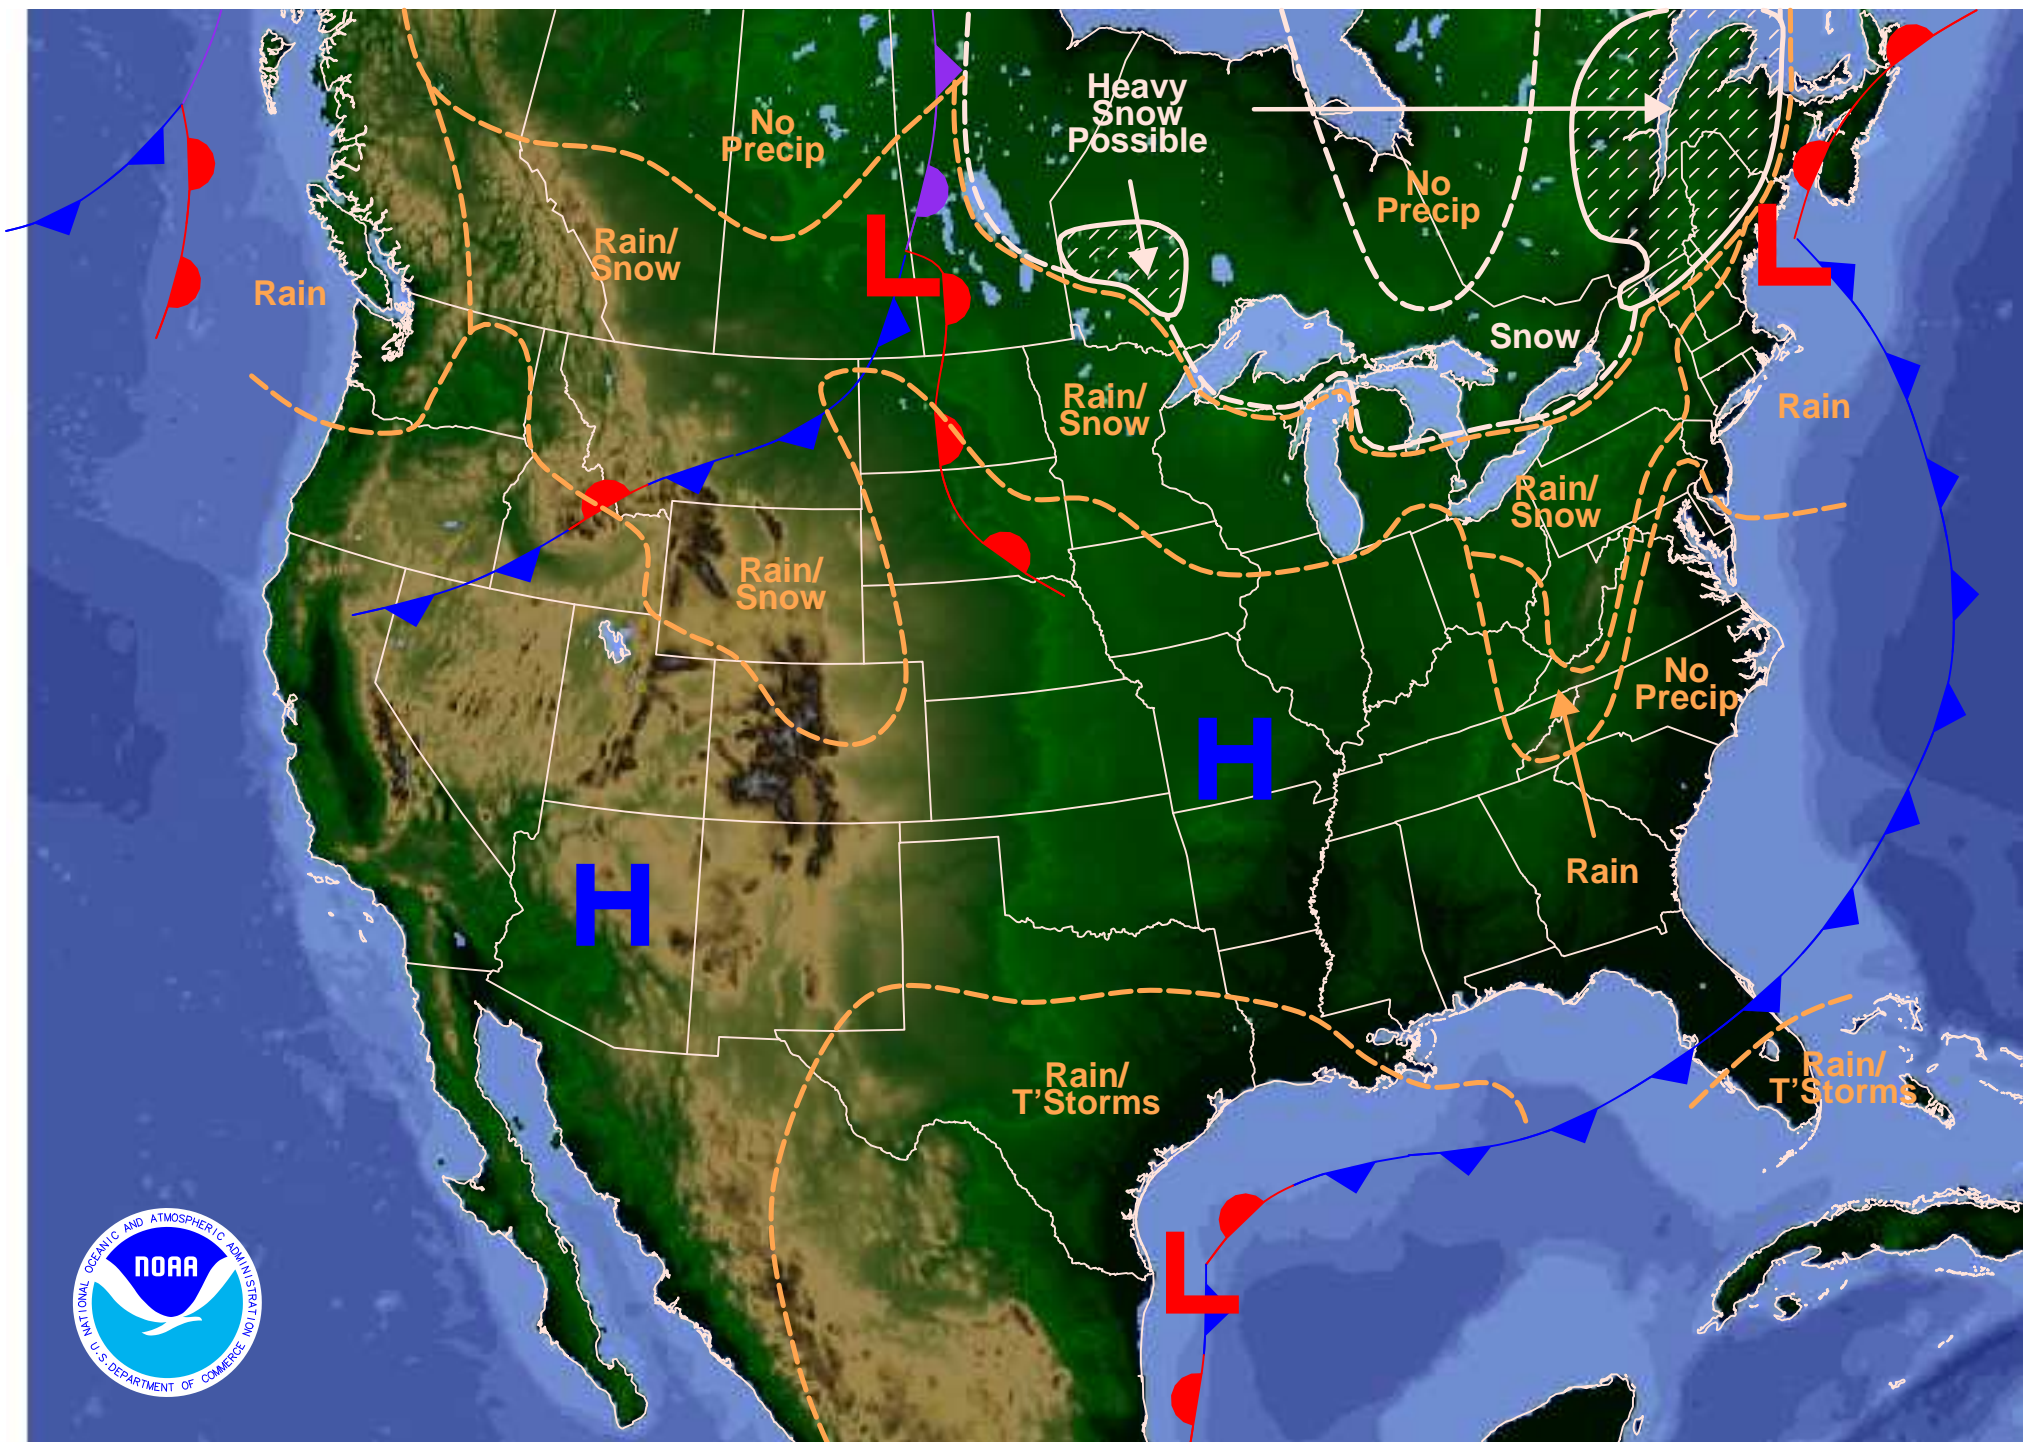 Heavy
Snow
Possible
No
Precip
No
Precip
Rain/
Snow
Rain
Snow
Rain/
Snow
Rain
Rain/
Snow
Rain/
Snow
No
Precip
H
H
L
L
L
Rain
Rain/
T'Storms
Rain/
T'Storms
NATIONAL OCEANIC AND ATMOSPHERIC ADMINISTRATION
NOAA
U.S. DEPARTMENT OF COMMERCE